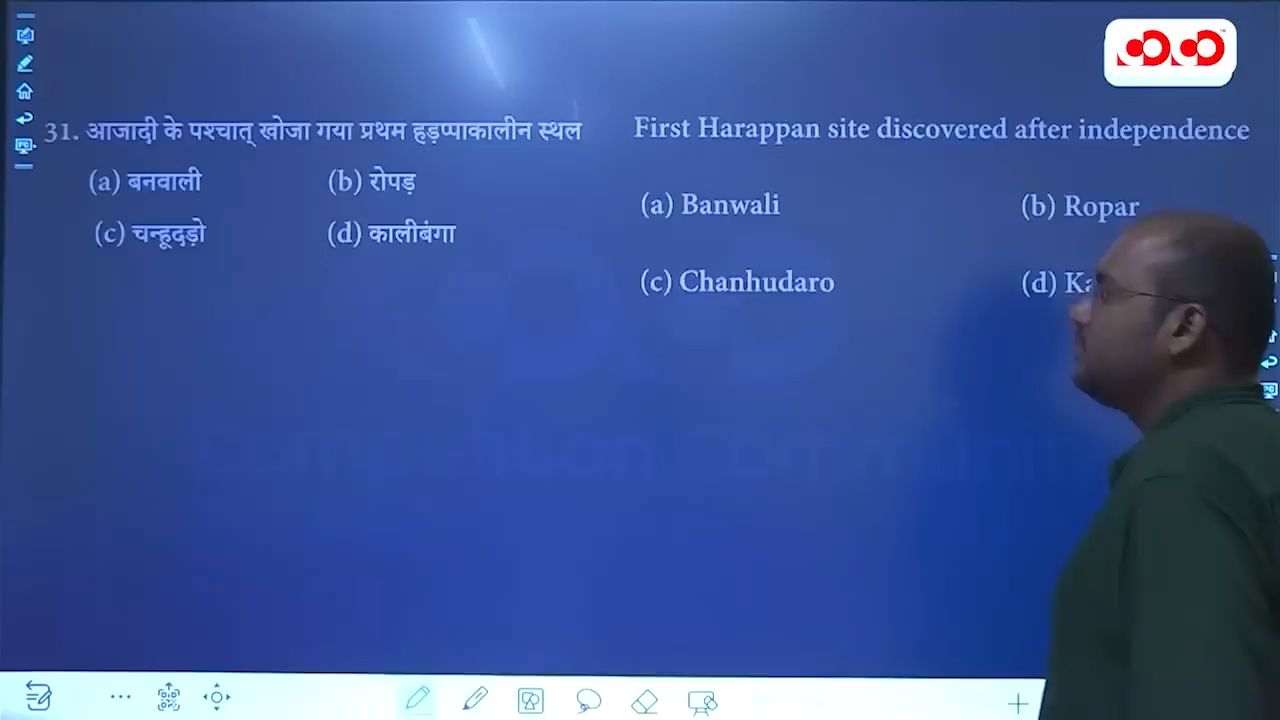 31. आजादी के पश्चात् खोजा गया प्रथम हड़प्पाकालीन स्थल
(a) बनवाली (b) रोपड़
(c) चन्हूदड़ो (d) कालीबंगा
First Harappan site discovered after independence
(a) Banwali (b) Ropar
(c) Chanhudaro (d)